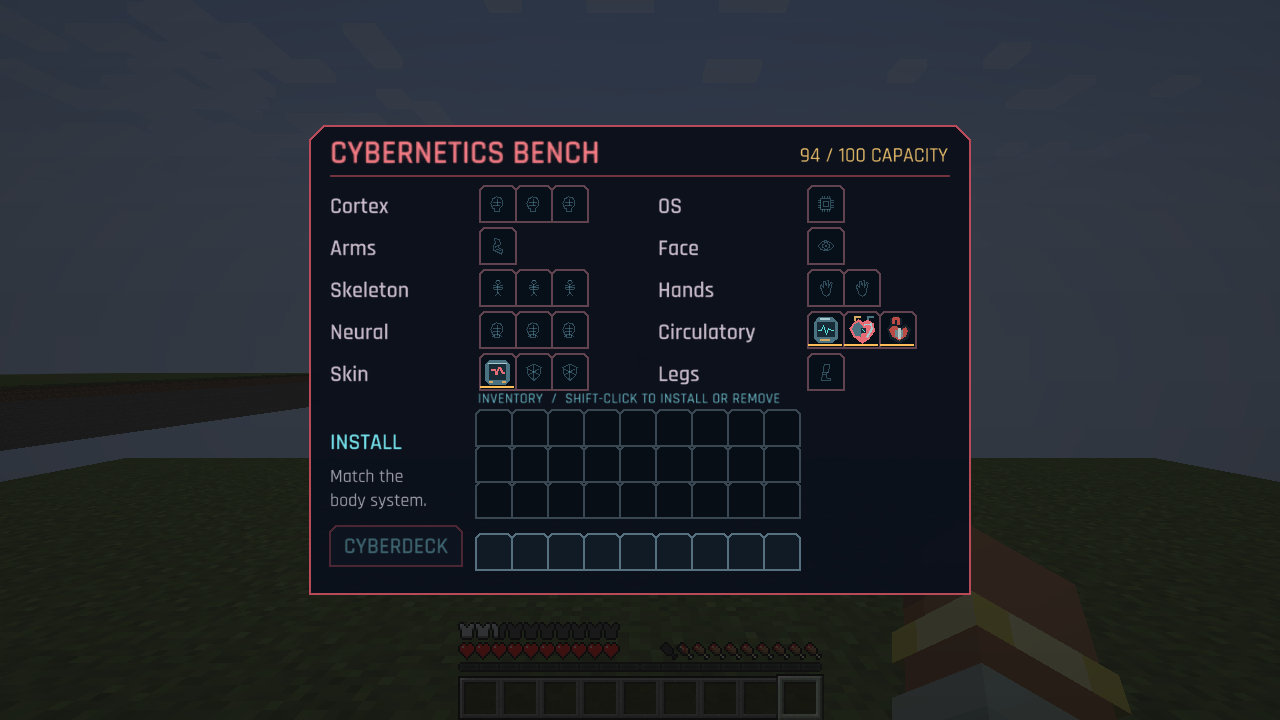 CYBERNETICS BENCH
94 / 100 CAPACITY
Cortex
OS
Arms
Face
Skeleton
Hands
Neural
Circulatory
Skin
Legs
INVENTORY / SHIFT-CLICK TO INSTALL OR REMOVE
INSTALL
Match the
body system.
CYBERDECK